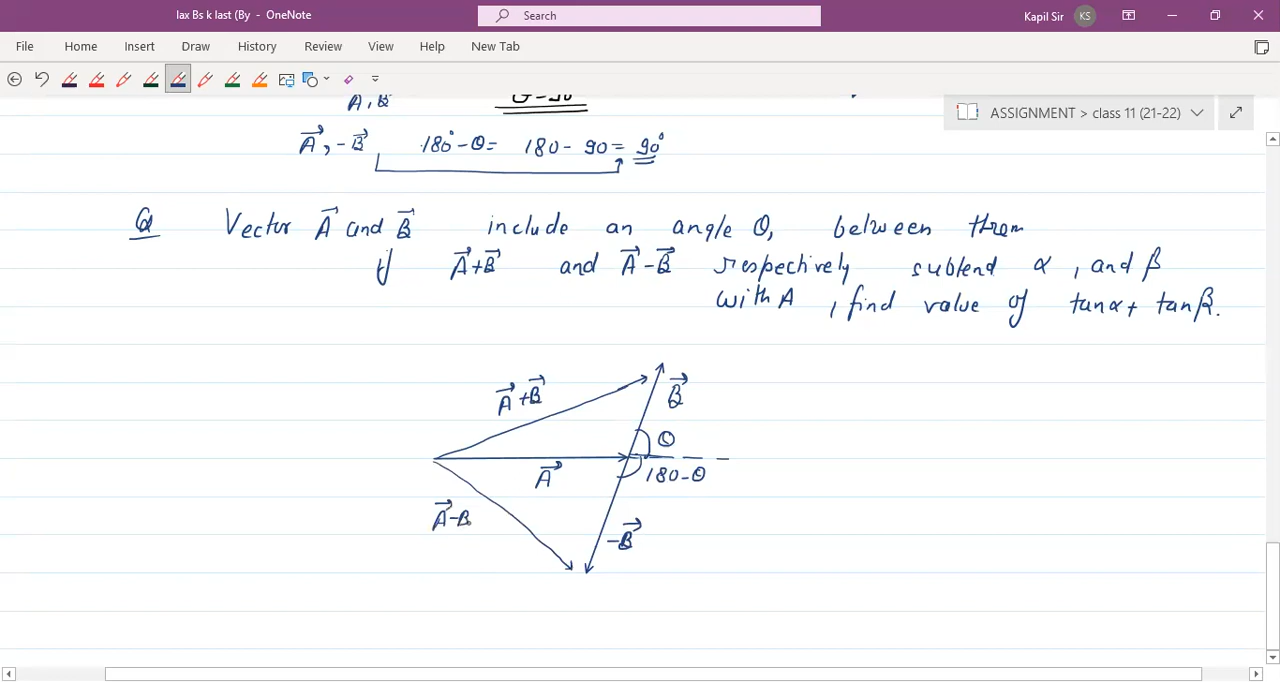 lax Bs k last (By - OneNote
Search
Kapil Sir KS
File Home Insert Draw History Review View Help New Tab
ASSIGNMENT > class 11 (21-22)
A, B
A⃗, -B⃗ 180° - θ = 180 - 90 = 90°
Q Vector A⃗ and B⃗ include an angle θ, between them
if A⃗+B⃗ and A⃗-B⃗ respectively subtend α, and β
with A, find value of tanα + tanβ.
A⃗+B⃗
B⃗
θ
A⃗
180-θ
A⃗-B
-B⃗